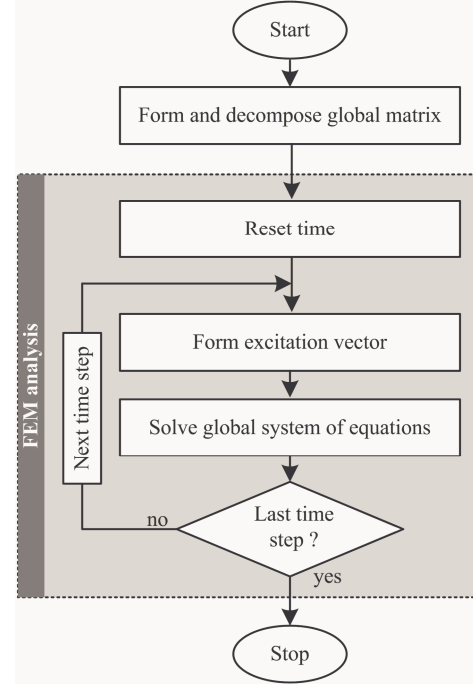 Start
Form and decompose global matrix
Reset time
Form excitation vector
Solve global system of equations
Last time
step ?
no
yes
Next time step
FEM analysis
Stop